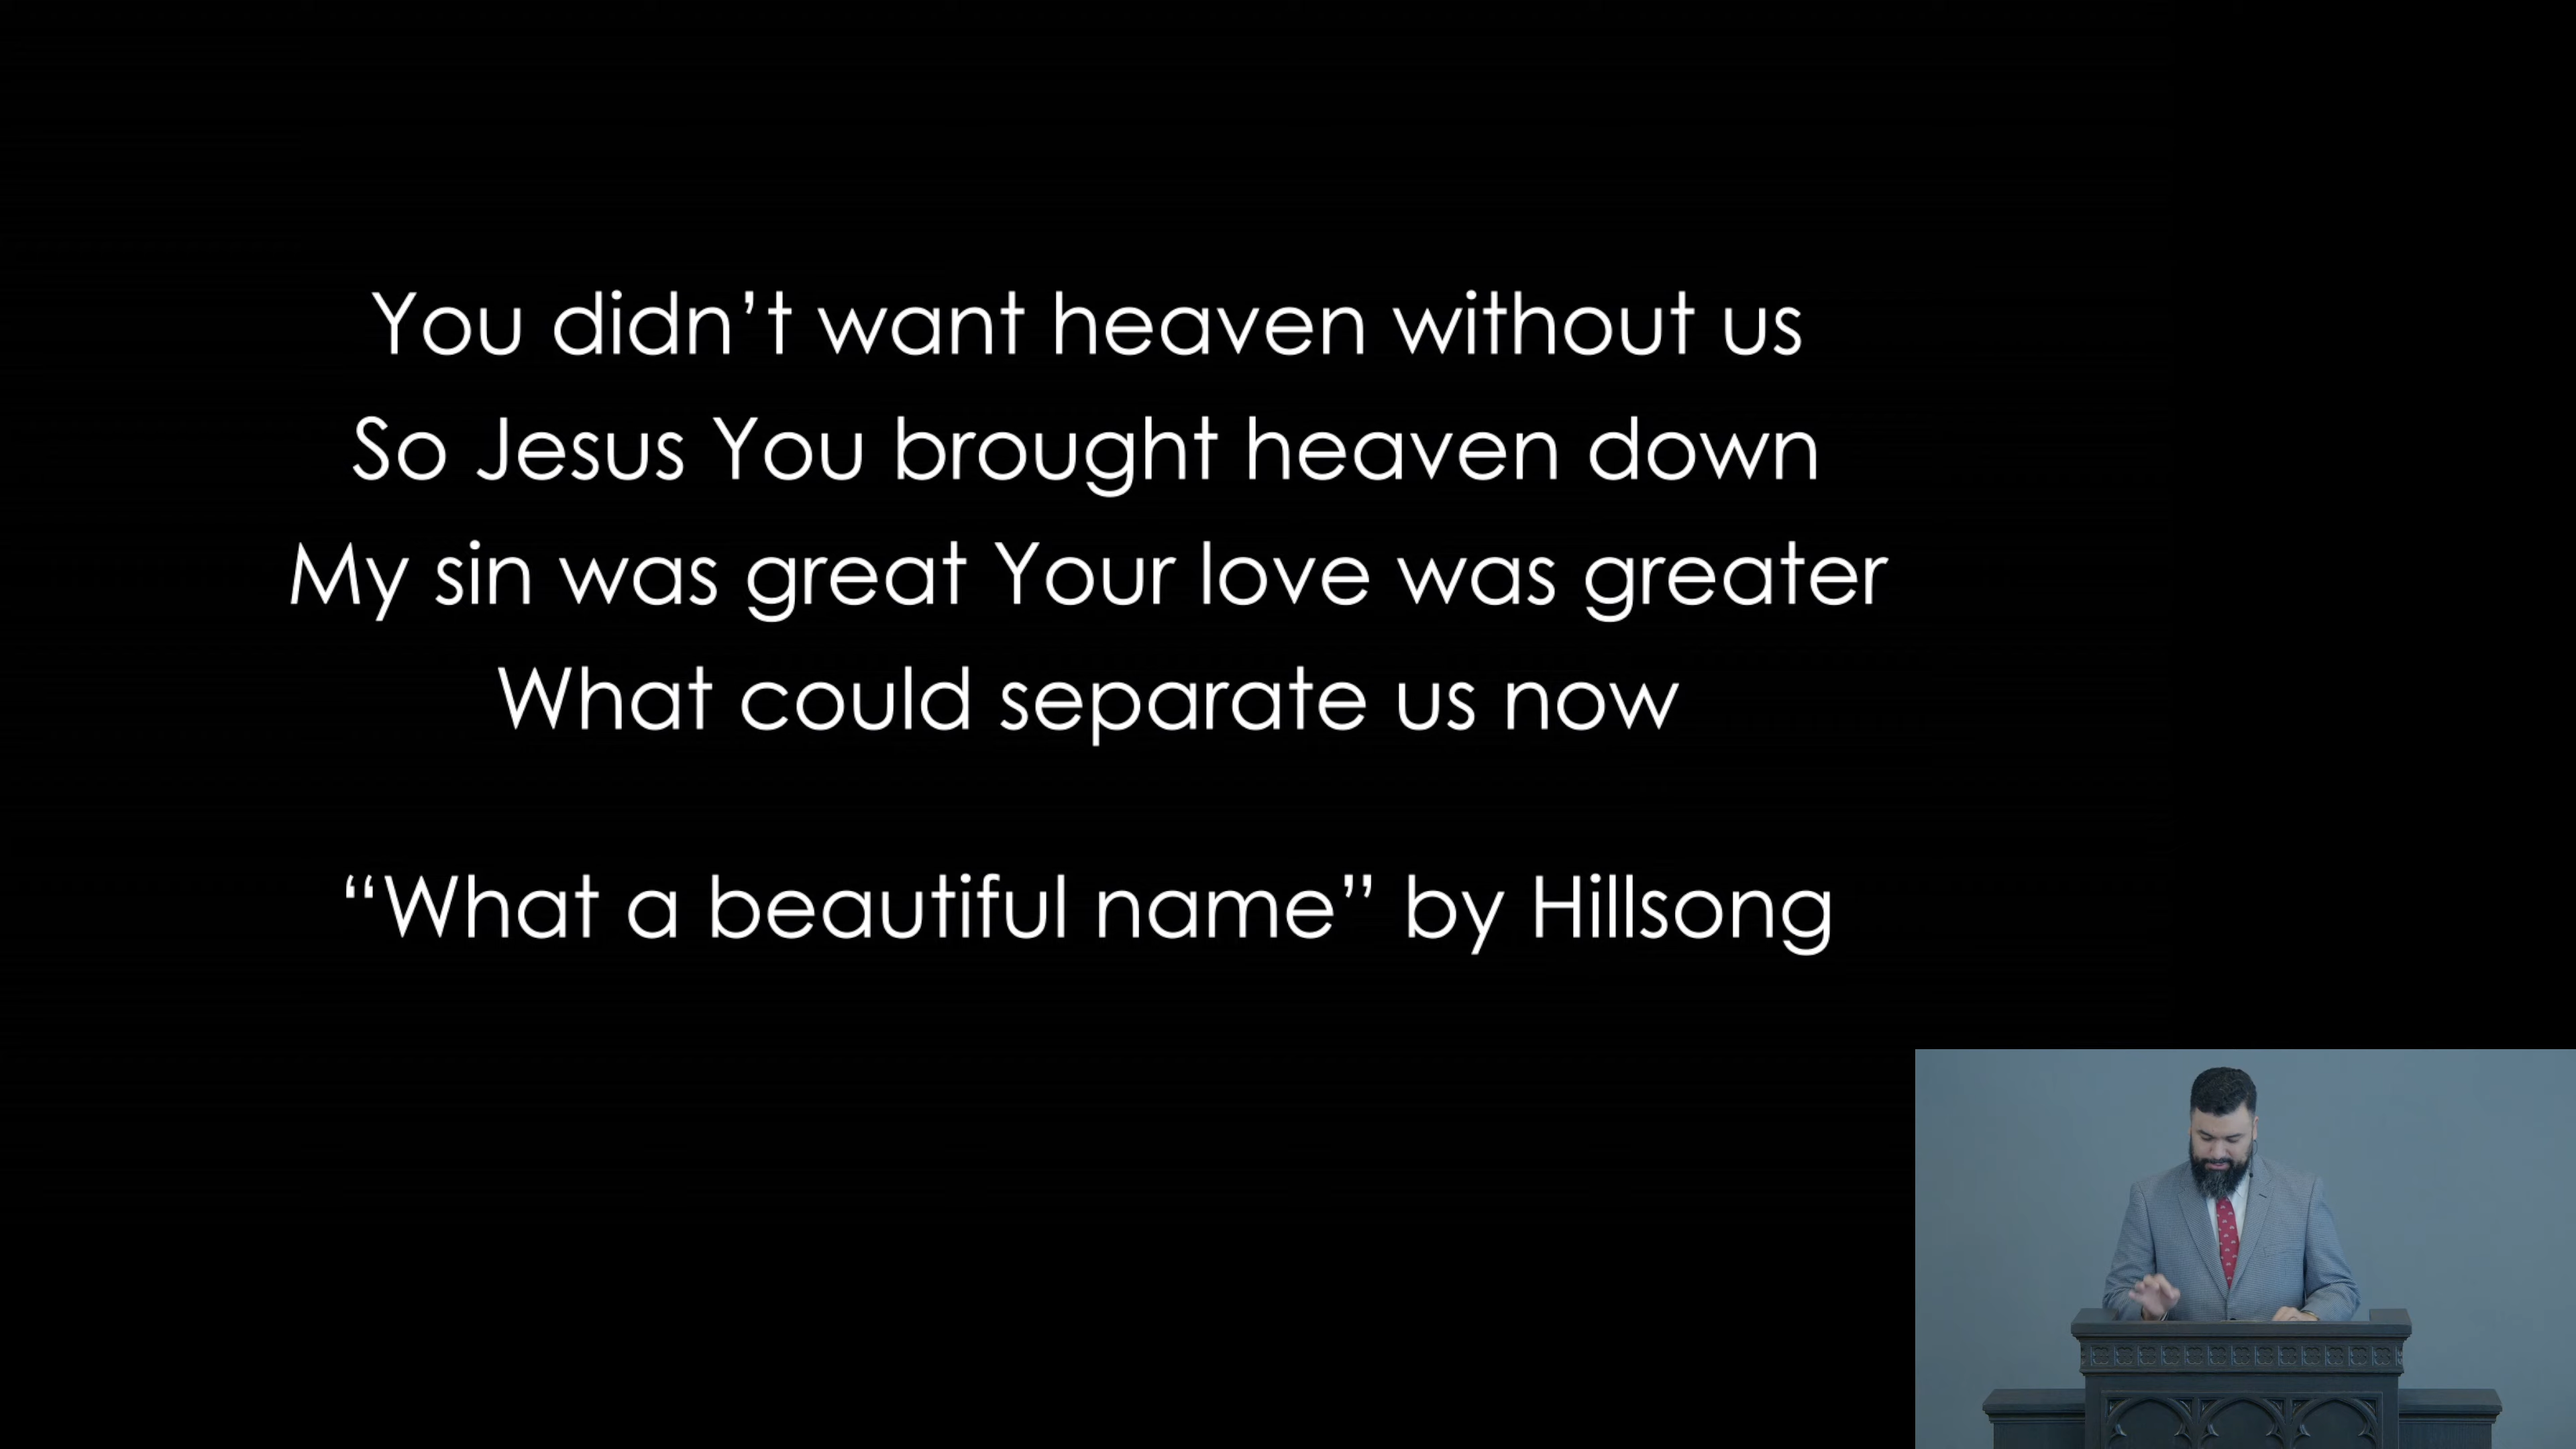 You didn’t want heaven without us
So Jesus You brought heaven down
My sin was great Your love was greater
What could separate us now
“What a beautiful name” by Hillsong